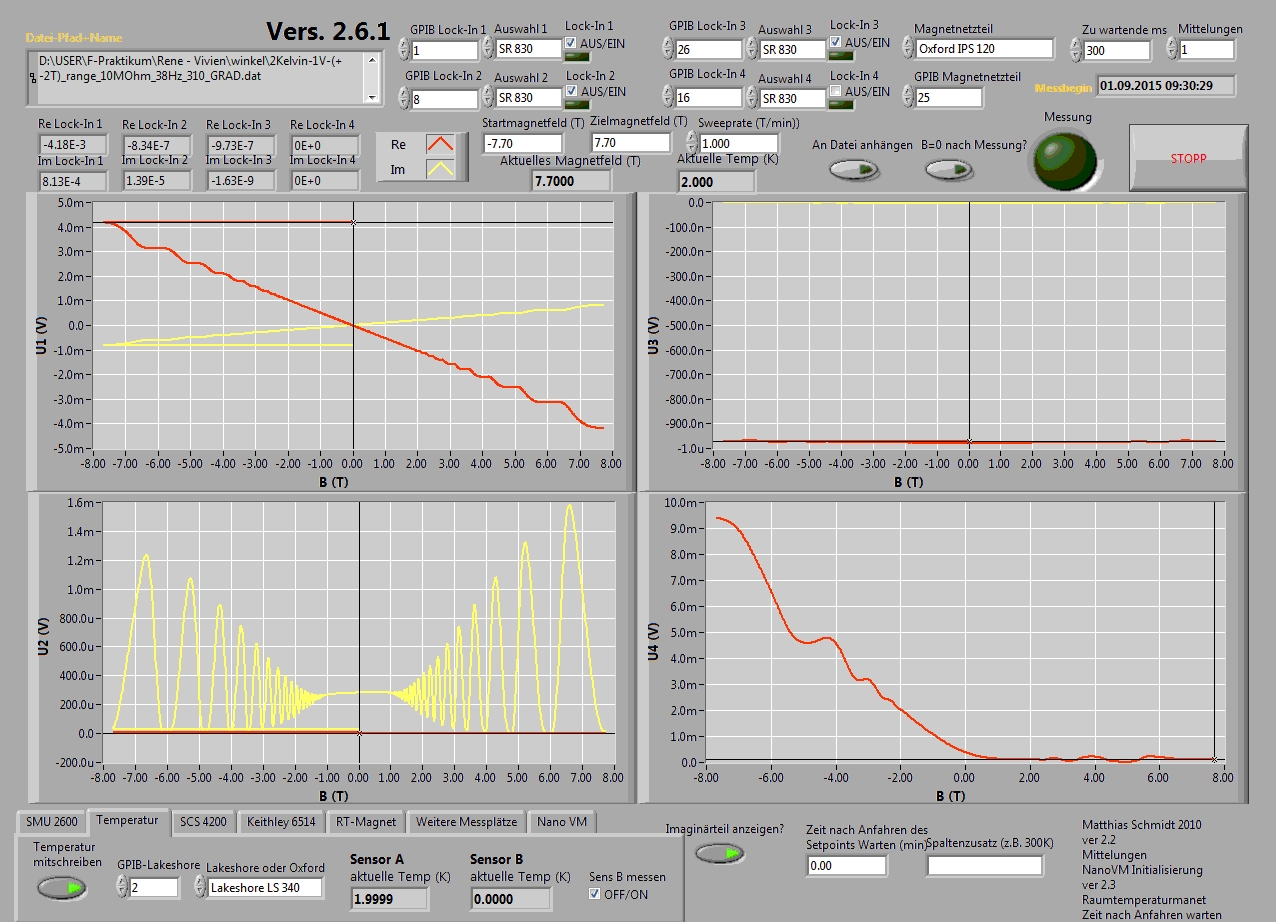 Datei-Pfad--Name
Vers. 2.6.1
D:\USER\F-Praktikum\Rene - Vivien\winkel\2Kelvin-1V-(+
-2T)_range_10MOhm_38Hz_310_GRAD.dat
GPIB Lock-In 1 Auswahl 1 Lock-In 1
1 SR 830 AUS/EIN
GPIB Lock-In 2 Auswahl 2 Lock-In 2
8 SR 830 AUS/EIN
GPIB Lock-In 3 Auswahl 3 Lock-In 3
26 SR 830 AUS/EIN
GPIB Lock-In 4 Auswahl 4 Lock-In 4
16 SR 830 AUS/EIN
Magnetnetzteil
Oxford IPS 120
GPIB Magnetnetzteil
25
Zu wartende ms Mittelungen
300 1
Messbegin 01.09.2015 09:30:29
Re Lock-In 1 Re Lock-In 2 Re Lock-In 3 Re Lock-In 4
-4.18E-3 -8.34E-7 -9.73E-7 0E+0
Im Lock-In 1 Im Lock-In 2 Im Lock-In 3 Im Lock-In 4
8.13E-4 1.39E-5 -1.63E-9 0E+0
Re
Im
Startmagnetfeld (T) Zielmagnetfeld (T) Sweeprate (T/min))
-7.70 7.70 1.000
Aktuelles Magnetfeld (T) Aktuelle Temp (K)
7.7000 2.000
An Datei anhängen B=0 nach Messung?
Messung
STOPP
U1 (V)
5.0m
4.0m
3.0m
2.0m
1.0m
0.0
-1.0m
-2.0m
-3.0m
-4.0m
-5.0m
-8.00 -7.00 -6.00 -5.00 -4.00 -3.00 -2.00 -1.00 0.00 1.00 2.00 3.00 4.00 5.00 6.00 7.00 8.00
B (T)
U3 (V)
0.0
-100.0n
-200.0n
-300.0n
-400.0n
-500.0n
-600.0n
-700.0n
-800.0n
-900.0n
-1.0u
-8.00 -7.00 -6.00 -5.00 -4.00 -3.00 -2.00 -1.00 0.00 1.00 2.00 3.00 4.00 5.00 6.00 7.00 8.00
B (T)
U2 (V)
1.6m
1.4m
1.2m
1.0m
800.0u
600.0u
400.0u
200.0u
0.0
-200.0u
-8.00 -7.00 -6.00 -5.00 -4.00 -3.00 -2.00 -1.00 0.00 1.00 2.00 3.00 4.00 5.00 6.00 7.00 8.00
B (T)
U4 (V)
10.0m
9.0m
8.0m
7.0m
6.0m
5.0m
4.0m
3.0m
2.0m
1.0m
0.0
-8.00 -6.00 -4.00 -2.00 0.00 2.00 4.00 6.00 8.00
B (T)
SMU 2600 Temperatur SCS 4200 Keithley 6514 RT-Magnet Weitere Messplätze Nano VM
Temperatur
mitschreiben
GPIB-Lakeshore Lakeshore oder Oxford
2 Lakeshore LS 340
Sensor A
aktuelle Temp (K)
1.9999
Sensor B
aktuelle Temp (K)
0.0000
Sens B messen
OFF/ON
Imaginärteil anzeigen?
Zeit nach Anfahren des
Setpoints Warten (min)
0.00
Spaltenzusatz (z.B. 300K)
Matthias Schmidt 2010
ver 2.2
Mittelungen
NanoVM Initialisierung
ver 2.3
Raumtemperaturmanet
Zeit nach Anfahren warten